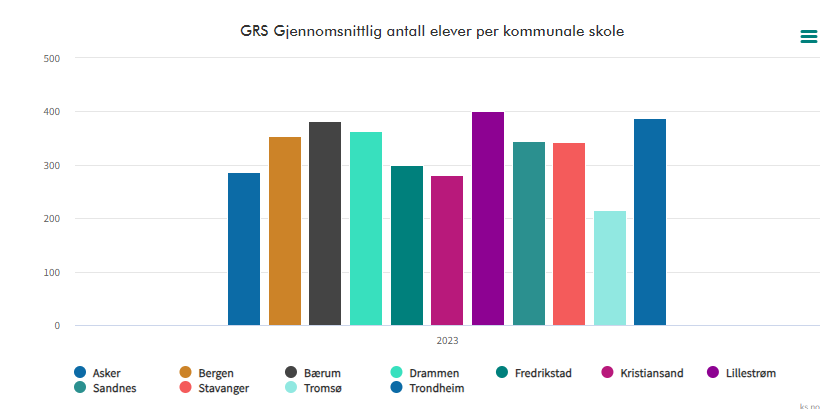 GRS Gjennomsnittlig antall elever per kommunale skole
500
400
300
200
100
0
2023
Asker Bergen Bærum Drammen Fredrikstad Kristiansand Lillestrøm
Sandnes Stavanger Tromsø Trondheim
ks.no